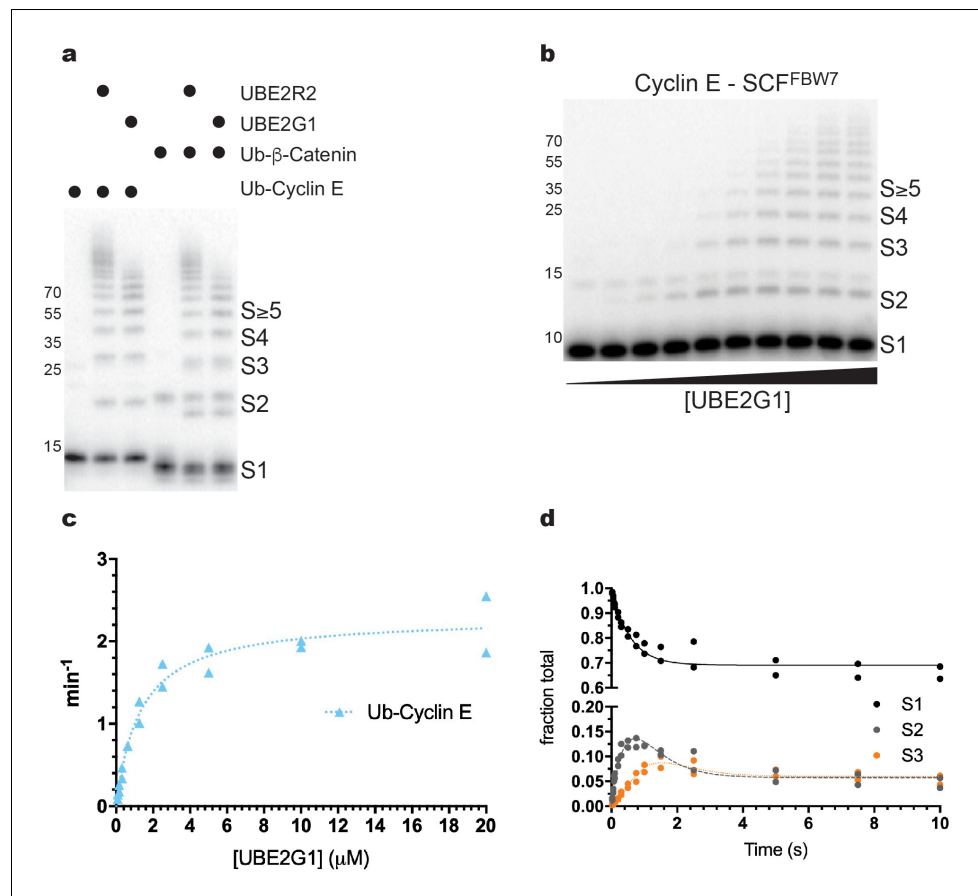 a
UBE2R2
UBE2G1
Ub-β-Catenin
Ub-Cyclin E
70
55
35
25
15
S≥5
S4
S3
S2
S1
b
Cyclin E - SCFFBW7
70
55
35
25
15
10
S≥5
S4
S3
S2
S1
[UBE2G1]
c
min-1
3
2
1
0
0 2 4 6 8 10 12 14 16 18 20
[UBE2G1] (μM)
Ub-Cyclin E
d
fraction total
1.0
0.9
0.8
0.7
0.6
0.20
0.15
0.10
0.05
0.00
0 2 4 6 8 10
Time (s)
S1
S2
S3